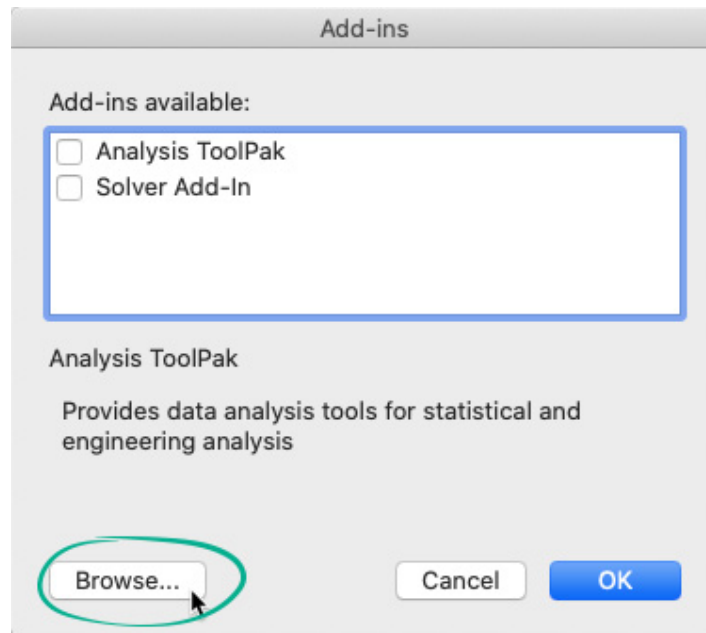 Add-ins
Add-ins available:
Analysis ToolPak
Solver Add-In
Analysis ToolPak
Provides data analysis tools for statistical and
engineering analysis
Browse...
Cancel
OK